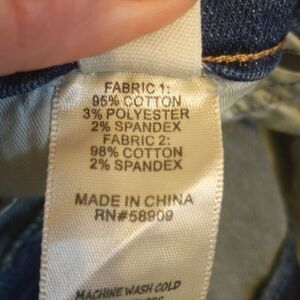 FABRIC 1:
95% COTTON
3% POLYESTER
2% SPANDEX
FABRIC 2:
98% COTTON
2% SPANDEX
MADE IN CHINA
RN#58909
MACHINE WASH COLD